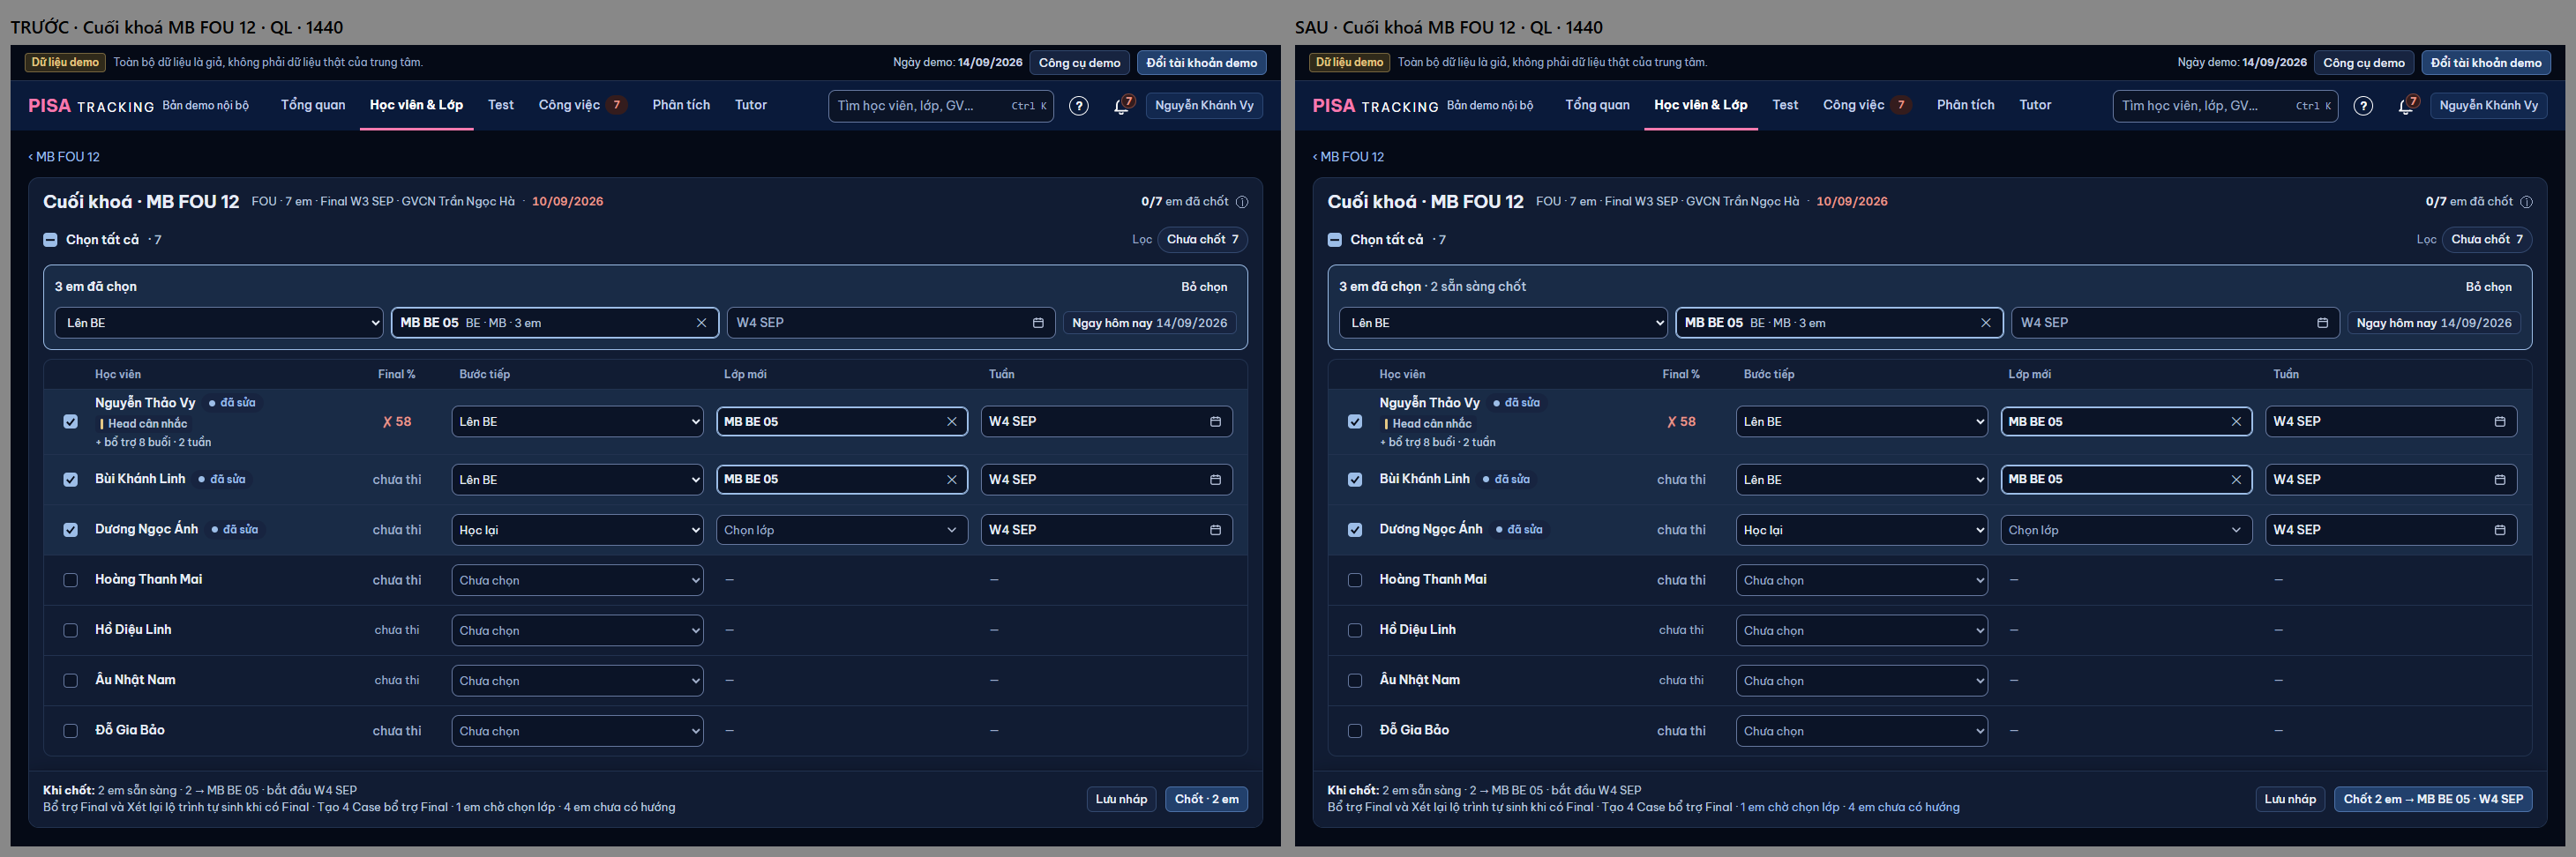 TRƯỚC · Cuối khoá MB FOU 12 · QL · 1440
Dữ liệu demo Toàn bộ dữ liệu là giả, không phải dữ liệu thật của trung tâm. Ngày demo: 14/09/2026 Công cụ demo Đổi tài khoản demo
PISA TRACKING Bản demo nội bộ Tổng quan Học viên & Lớp Test Công việc 7 Phân tích Tutor Tìm học viên, lớp, GV... Ctrl K ? 7 Nguyễn Khánh Vy
‹ MB FOU 12
Cuối khoá · MB FOU 12 FOU · 7 em · Final W3 SEP · GVCN Trần Ngọc Hà · 10/09/2026 0/7 em đã chốt
Chọn tất cả · 7 Lọc Chưa chốt 7
3 em đã chọn Bỏ chọn
Lên BE MB BE 05 BE · MB · 3 em W4 SEP Ngay hôm nay 14/09/2026
Học viên Final % Bước tiếp Lớp mới Tuần
Nguyễn Thảo Vy • đã sửa
Head cân nhắc
+ bổ trợ 8 buổi · 2 tuần
✗ 58 Lên BE MB BE 05 W4 SEP
Bùi Khánh Linh • đã sửa chưa thi Lên BE MB BE 05 W4 SEP
Dương Ngọc Ánh • đã sửa chưa thi Học lại Chọn lớp W4 SEP
Hoàng Thanh Mai chưa thi Chưa chọn — —
Hồ Diệu Linh chưa thi Chưa chọn — —
Âu Nhật Nam chưa thi Chưa chọn — —
Đỗ Gia Bảo chưa thi Chưa chọn — —
Khi chốt: 2 em sẵn sàng · 2 → MB BE 05 · bắt đầu W4 SEP
Bổ trợ Final và Xét lại lộ trình tự sinh khi có Final · Tạo 4 Case bổ trợ Final · 1 em chờ chọn lớp · 4 em chưa có hướng
Lưu nháp Chốt · 2 em
SAU · Cuối khoá MB FOU 12 · QL · 1440
Dữ liệu demo Toàn bộ dữ liệu là giả, không phải dữ liệu thật của trung tâm. Ngày demo: 14/09/2026 Công cụ demo Đổi tài khoản demo
PISA TRACKING Bản demo nội bộ Tổng quan Học viên & Lớp Test Công việc 7 Phân tích Tutor Tìm học viên, lớp, GV... Ctrl K ? 7 Nguyễn Khánh Vy
‹ MB FOU 12
Cuối khoá · MB FOU 12 FOU · 7 em · Final W3 SEP · GVCN Trần Ngọc Hà · 10/09/2026 0/7 em đã chốt
Chọn tất cả · 7 Lọc Chưa chốt 7
3 em đã chọn · 2 sẵn sàng chốt Bỏ chọn
Lên BE MB BE 05 BE · MB · 3 em W4 SEP Ngay hôm nay 14/09/2026
Học viên Final % Bước tiếp Lớp mới Tuần
Nguyễn Thảo Vy • đã sửa
Head cân nhắc
+ bổ trợ 8 buổi · 2 tuần
✗ 58 Lên BE MB BE 05 W4 SEP
Bùi Khánh Linh • đã sửa chưa thi Lên BE MB BE 05 W4 SEP
Dương Ngọc Ánh • đã sửa chưa thi Học lại Chọn lớp W4 SEP
Hoàng Thanh Mai chưa thi Chưa chọn — —
Hồ Diệu Linh chưa thi Chưa chọn — —
Âu Nhật Nam chưa thi Chưa chọn — —
Đỗ Gia Bảo chưa thi Chưa chọn — —
Khi chốt: 2 em sẵn sàng · 2 → MB BE 05 · bắt đầu W4 SEP
Bổ trợ Final và Xét lại lộ trình tự sinh khi có Final · Tạo 4 Case bổ trợ Final · 1 em chờ chọn lớp · 4 em chưa có hướng
Lưu nháp Chốt 2 em → MB BE 05 · W4 SEP